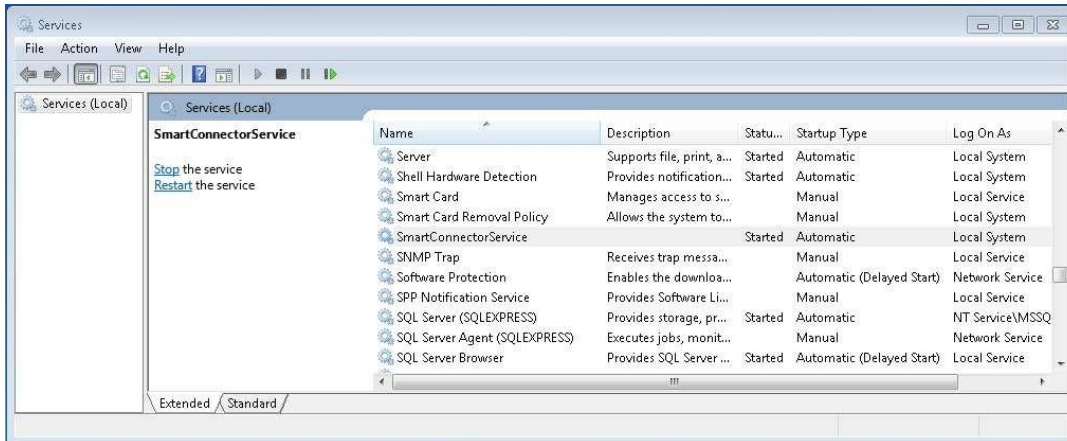 Services
File Action View Help
Services (Local)
Services (Local)
SmartConnectorService
Stop the service
Restart the service
Name Description Statu... Startup Type Log On As
Server Supports file, print, a... Started Automatic Local System
Shell Hardware Detection Provides notification... Started Automatic Local System
Smart Card Manages access to s... Manual Local Service
Smart Card Removal Policy Allows the system to... Manual Local System
SmartConnectorService Started Automatic Local System
SNMP Trap Receives trap messa... Manual Local Service
Software Protection Enables the downloa... Automatic (Delayed Start) Network Service
SPP Notification Service Provides Software Li... Manual Local Service
SQL Server (SQLEXPRESS) Provides storage, pr... Started Automatic NT Service\MSSQ
SQL Server Agent (SQLEXPRESS) Executes jobs, monit... Manual Network Service
SQL Server Browser Provides SQL Server ... Started Automatic (Delayed Start) Local Service
Extended Standard